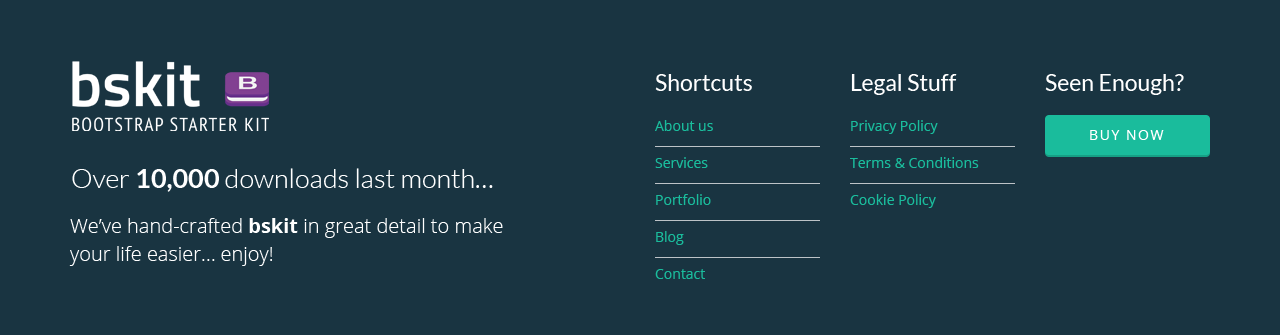 bskit B
BOOTSTRAP STARTER KIT
Over 10,000 downloads last month...
We’ve hand-crafted bskit in great detail to make
your life easier... enjoy!
Shortcuts
About us
Services
Portfolio
Blog
Contact
Legal Stuff
Privacy Policy
Terms & Conditions
Cookie Policy
Seen Enough?
BUY NOW